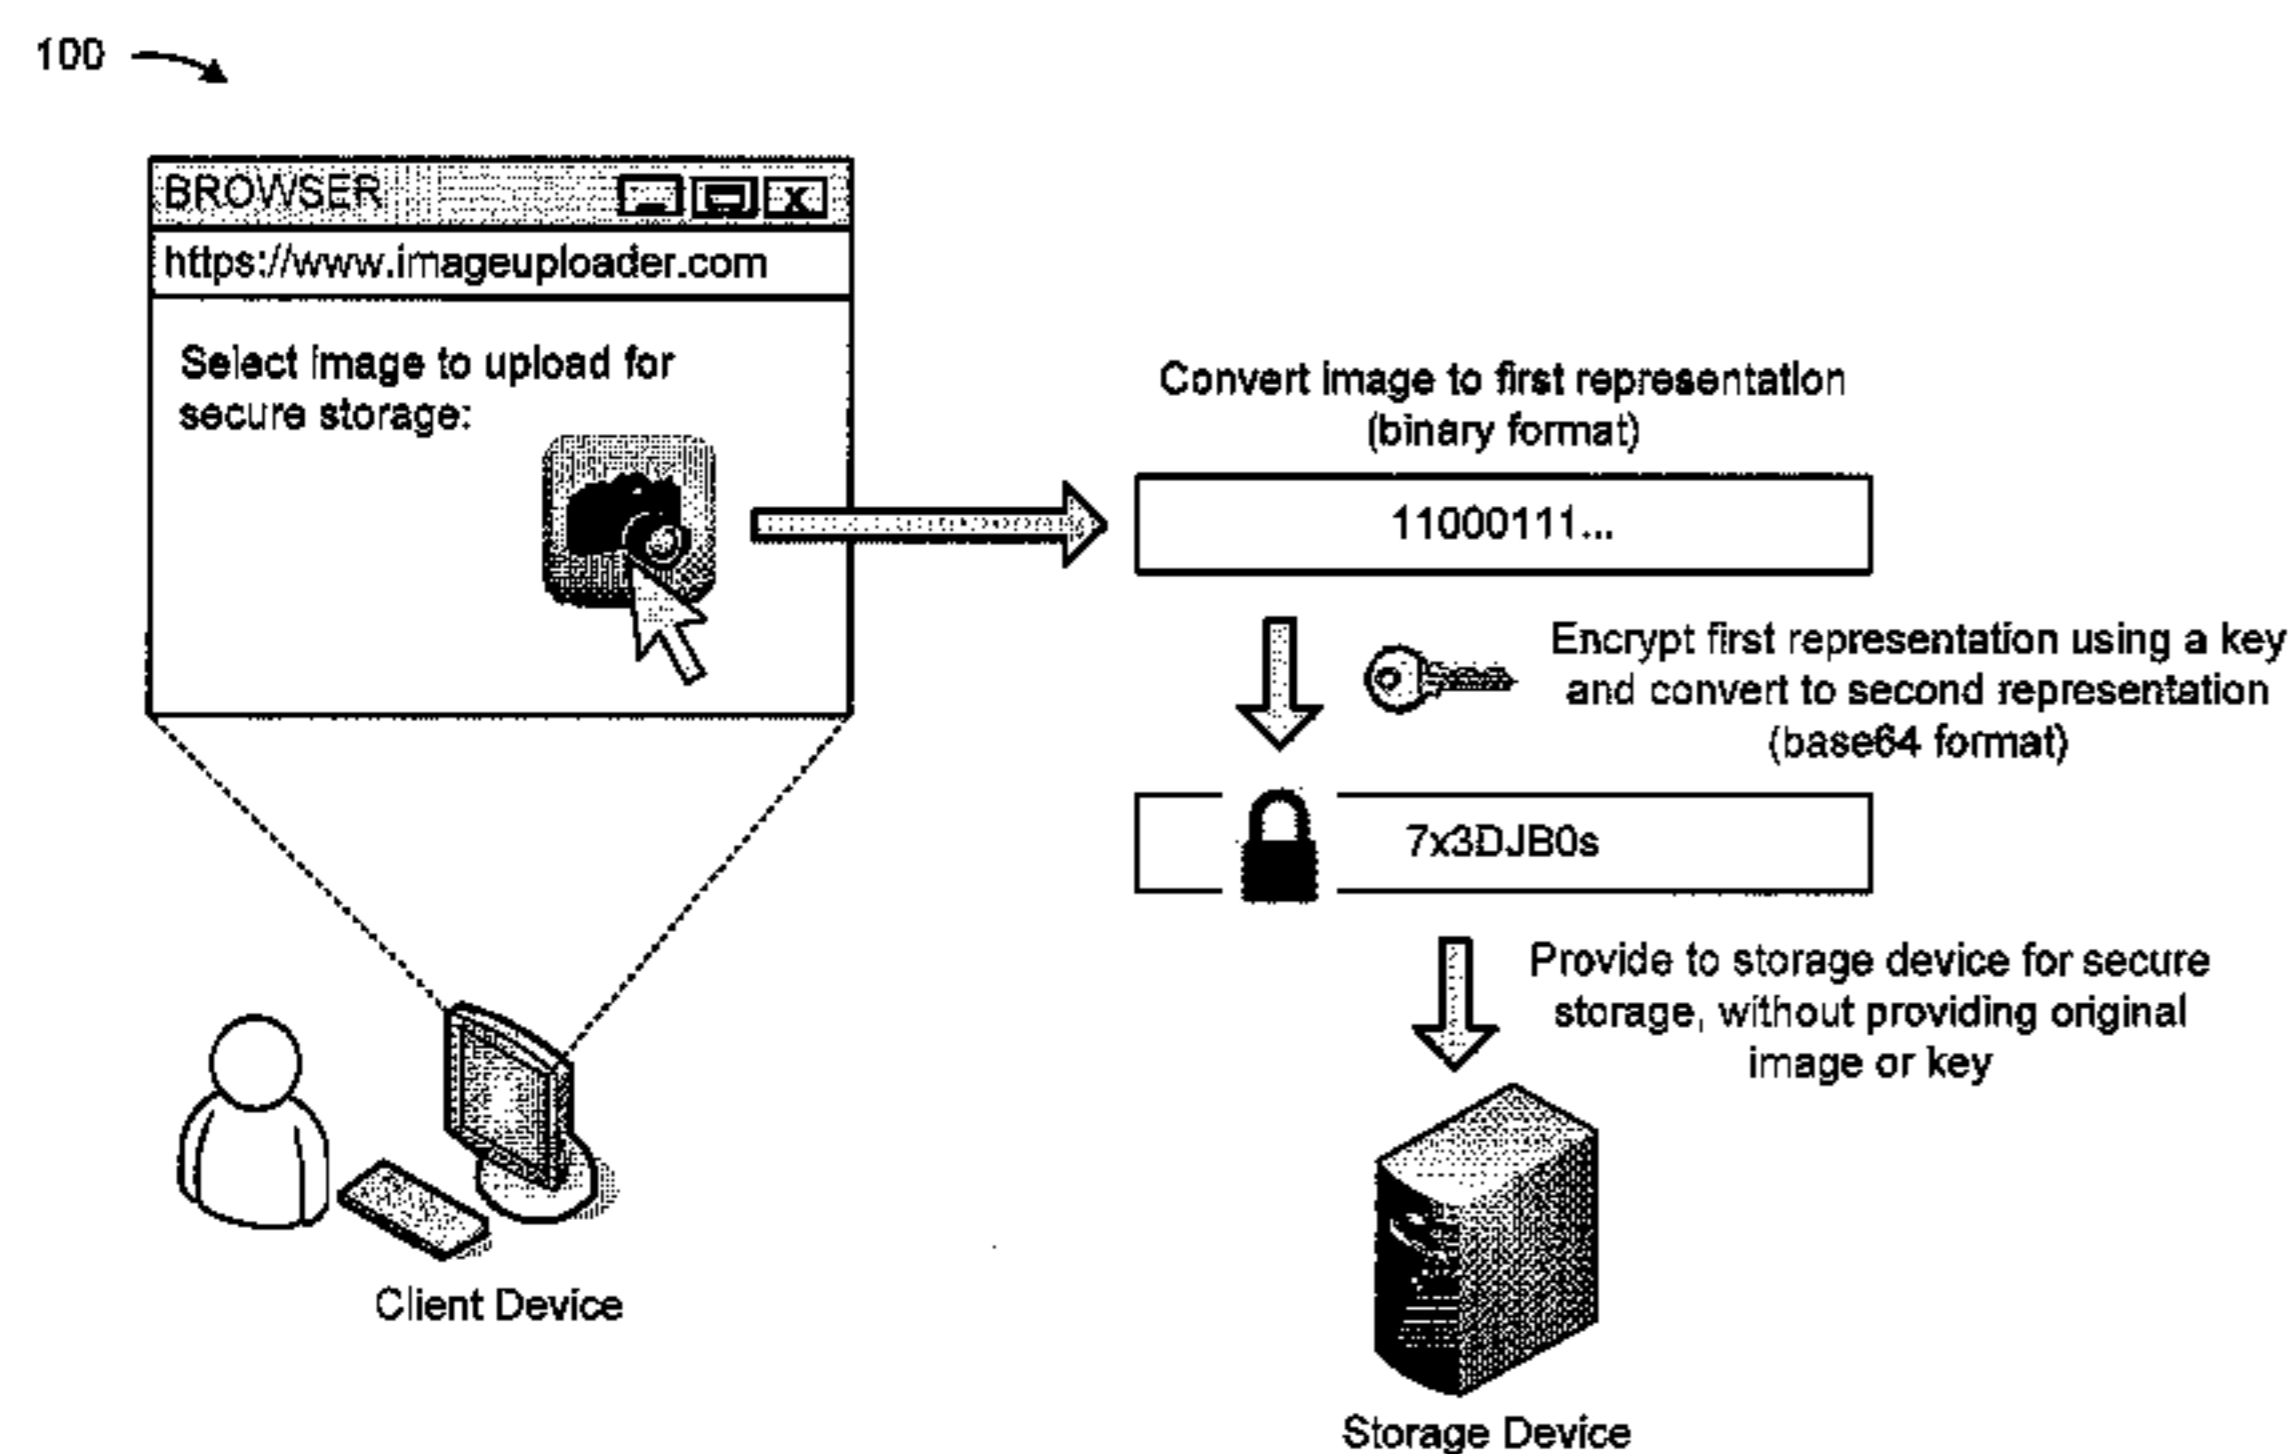 100
BROWSER
X
https://www.imageuploader.com
Select image to upload for
secure storage:
Convert image to first representation
(binary format)
11000111...
Encrypt first representation using a key
and convert to second representation
(base64 format)
7x3DJB0s
Provide to storage device for secure
storage, without providing original
image or key
Client Device
Storage Device